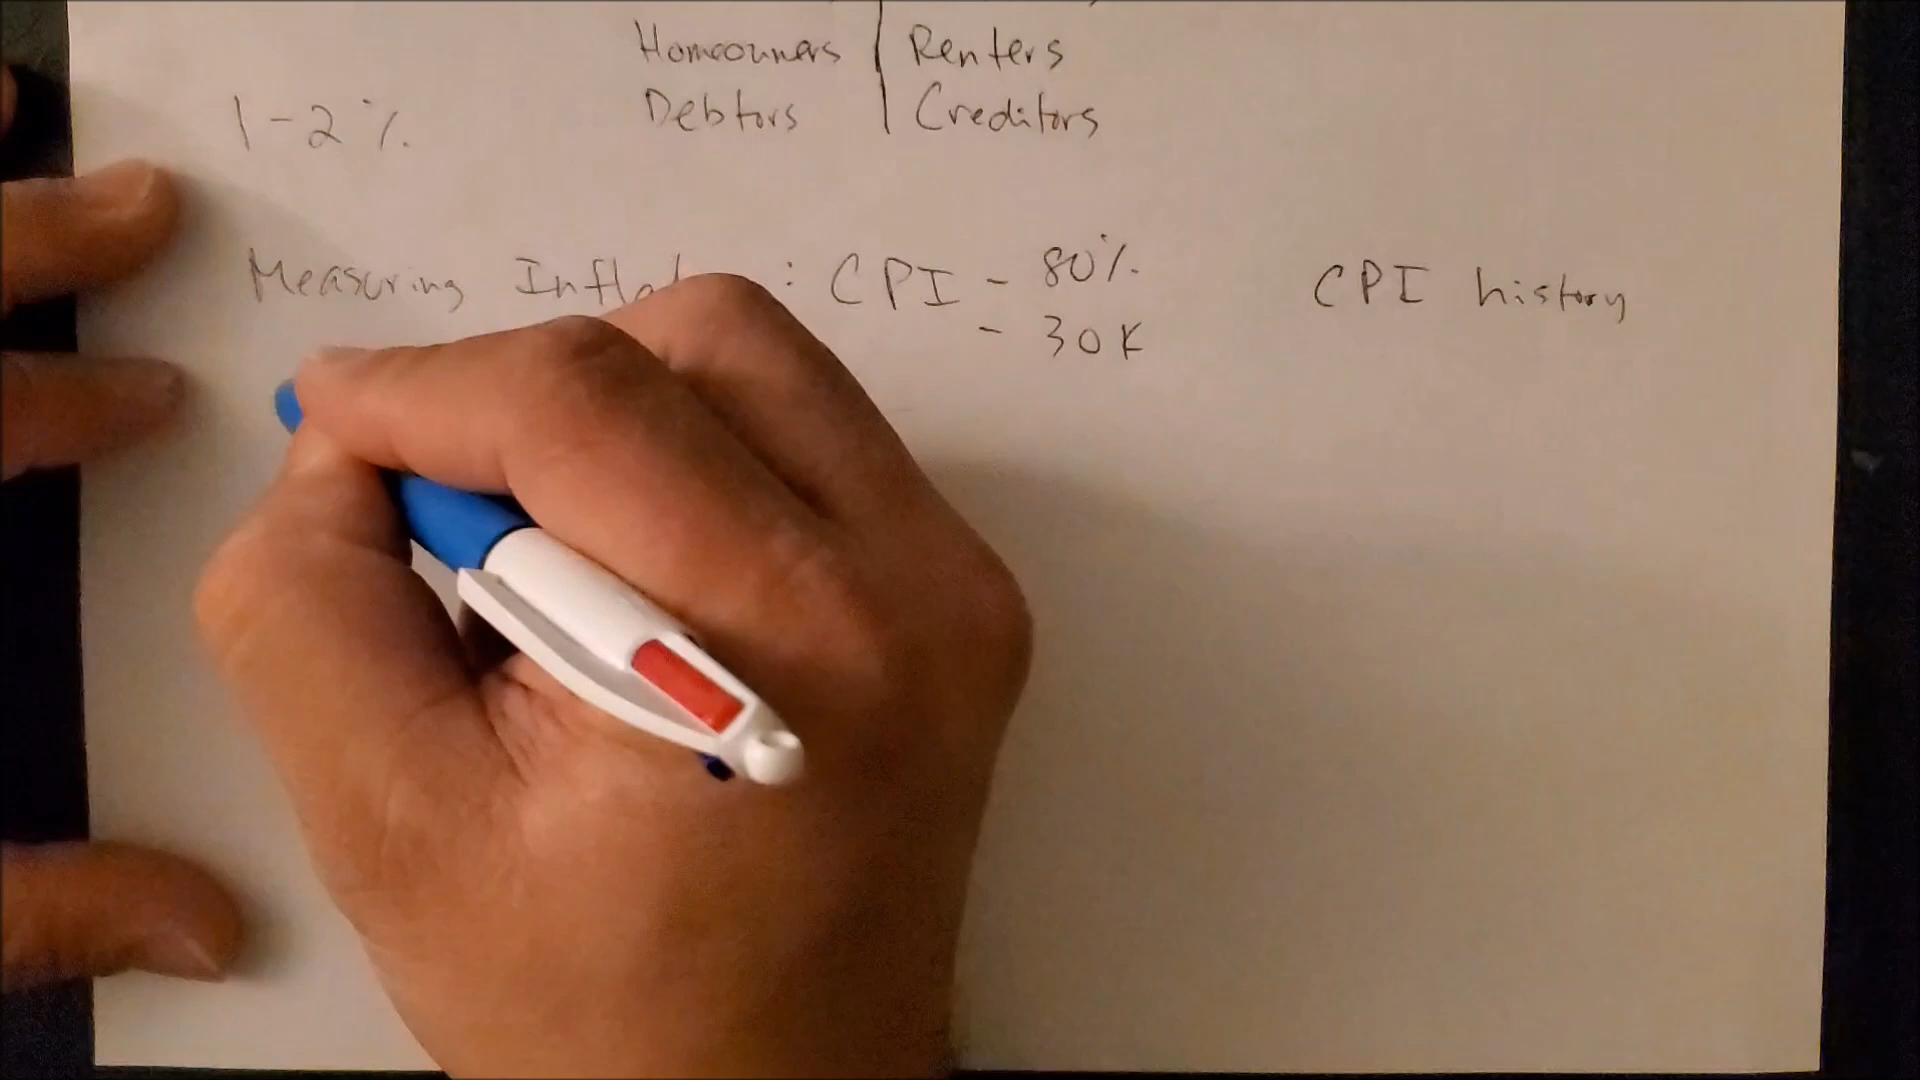 Homeowners | Renters
Debtors | Creditors
1-2%
Measuring : CPI - 80% CPI history
- 30K